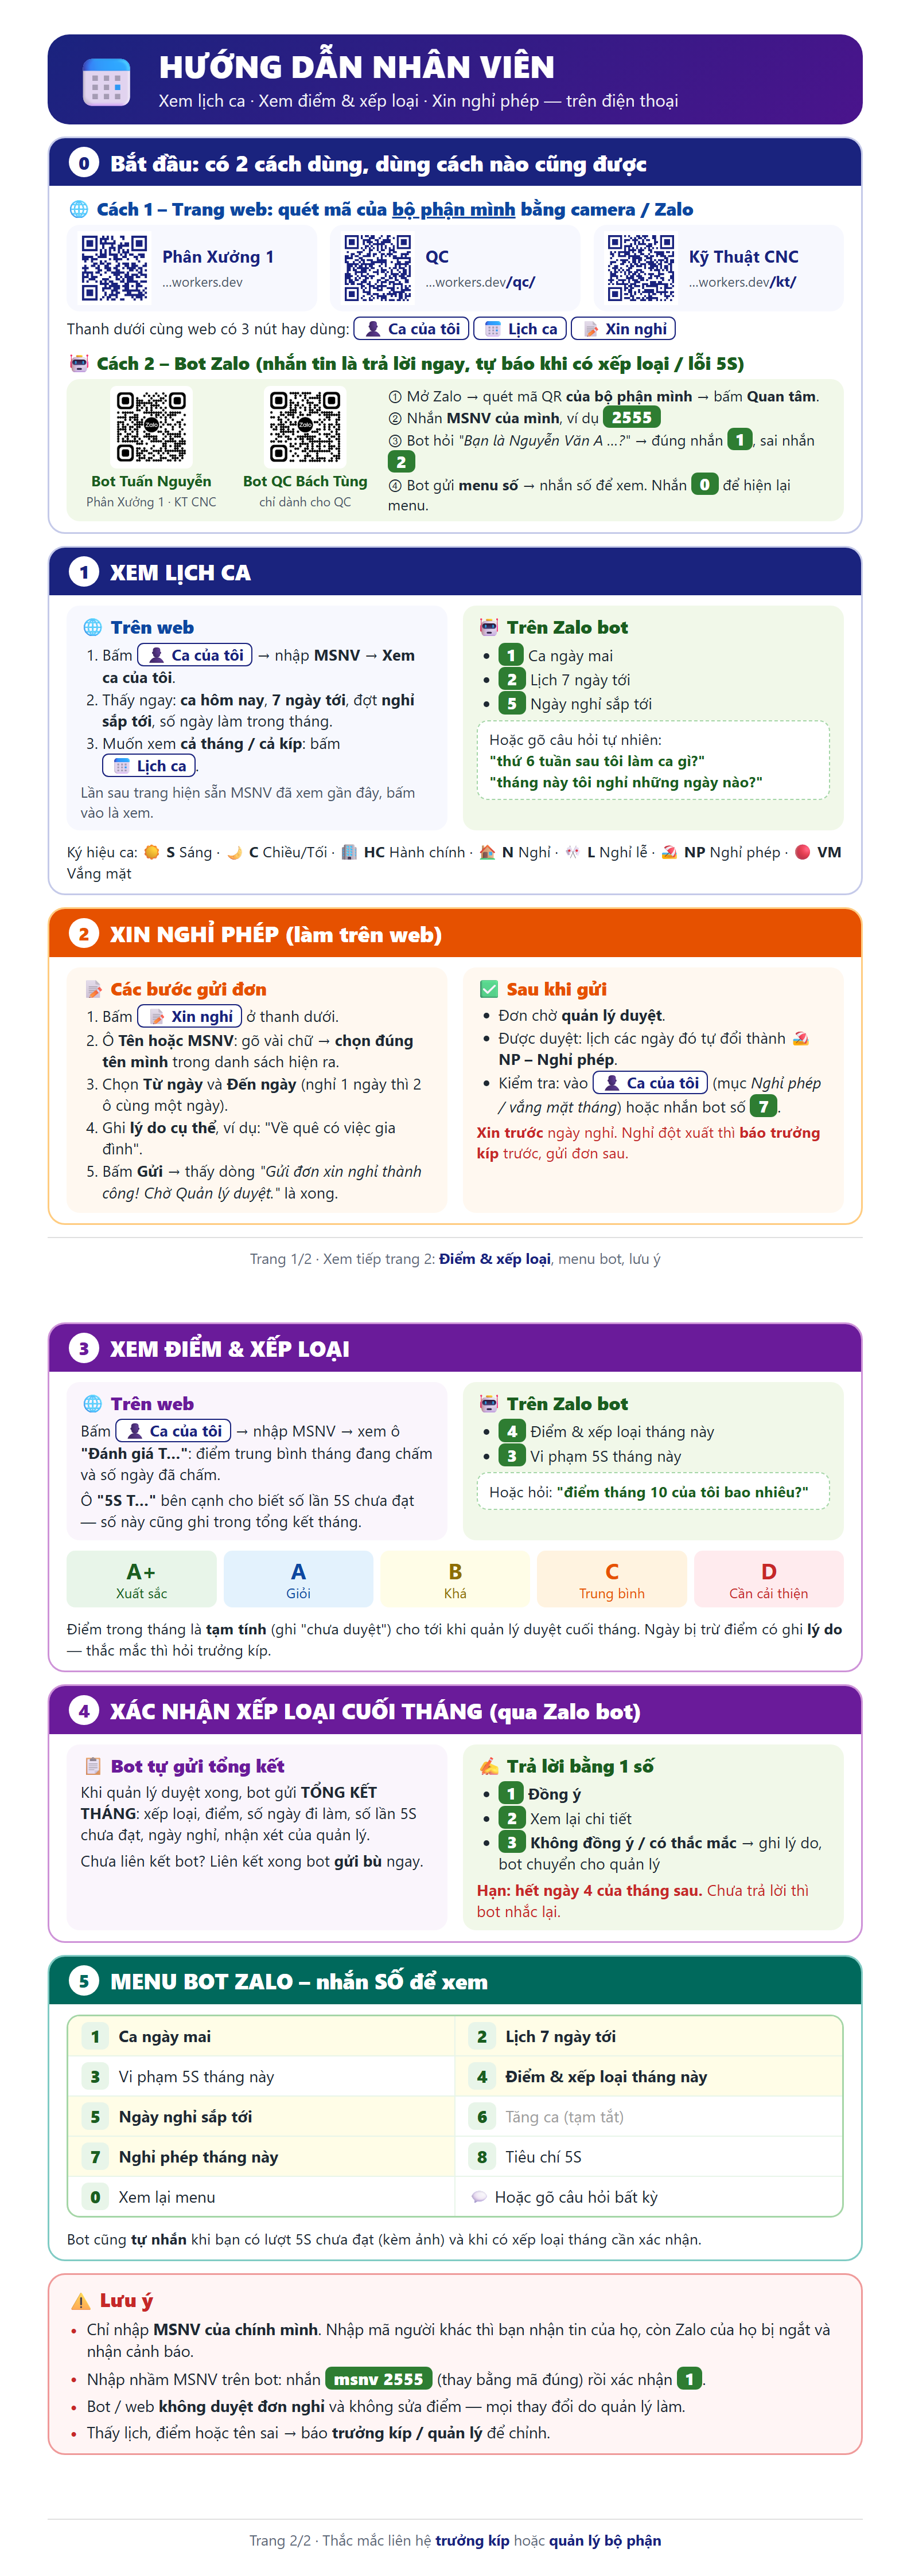 HƯỚNG DẪN NHÂN VIÊN
Xem lịch ca · Xem điểm & xếp loại · Xin nghỉ phép — trên điện thoại
0 Bắt đầu: có 2 cách dùng, dùng cách nào cũng được
Cách 1 – Trang web: quét mã của bộ phận mình bằng camera / Zalo
Phân Xưởng 1
...workers.dev
QC
...workers.dev/qc/
Kỹ Thuật CNC
...workers.dev/kt/
Thanh dưới cùng web có 3 nút hay dùng: Ca của tôi Lịch ca Xin nghỉ
Cách 2 – Bot Zalo (nhắn tin là trả lời ngay, tự báo khi có xếp loại / lỗi 5S)
Zalo
Bot Tuấn Nguyễn
Phân Xưởng 1 · KT CNC
Zalo
Bot QC Bách Tùng
chỉ dành cho QC
① Mở Zalo → quét mã QR của bộ phận mình → bấm Quan tâm.
② Nhắn MSNV của mình, ví dụ 2555
③ Bot hỏi "Bạn là Nguyễn Văn A ...?" → đúng nhắn 1, sai nhắn
2
④ Bot gửi menu số → nhắn số để xem. Nhắn 0 để hiện lại
menu.
1 XEM LỊCH CA
Trên web
1. Bấm Ca của tôi → nhập MSNV → Xem
ca của tôi.
2. Thấy ngay: ca hôm nay, 7 ngày tới, đợt nghỉ
sắp tới, số ngày làm trong tháng.
3. Muốn xem cả tháng / cả kíp: bấm
Lịch ca.
Lần sau trang hiện sẵn MSNV đã xem gần đây, bấm
vào là xem.
Trên Zalo bot
• 1 Ca ngày mai
• 2 Lịch 7 ngày tới
• 5 Ngày nghỉ sắp tới
Hoặc gõ câu hỏi tự nhiên:
"thứ 6 tuần sau tôi làm ca gì?"
"tháng này tôi nghỉ những ngày nào?"
Ký hiệu ca: S Sáng · C Chiều/Tối · HC Hành chính · N Nghỉ · L Nghỉ lễ · NP Nghỉ phép · VM
Vắng mặt
2 XIN NGHỈ PHÉP (làm trên web)
Các bước gửi đơn
1. Bấm Xin nghỉ ở thanh dưới.
2. Ô Tên hoặc MSNV: gõ vài chữ → chọn đúng
tên mình trong danh sách hiện ra.
3. Chọn Từ ngày và Đến ngày (nghỉ 1 ngày thì 2
ô cùng một ngày).
4. Ghi lý do cụ thể, ví dụ: "Về quê có việc gia
đình".
5. Bấm Gửi → thấy dòng "Gửi đơn xin nghỉ thành
công! Chờ Quản lý duyệt." là xong.
Sau khi gửi
• Đơn chờ quản lý duyệt.
• Được duyệt: lịch các ngày đó tự đổi thành
NP – Nghỉ phép.
• Kiểm tra: vào Ca của tôi (mục Nghỉ phép
/ vắng mặt tháng) hoặc nhắn bot số 7.
Xin trước ngày nghỉ. Nghỉ đột xuất thì báo trưởng
kíp trước, gửi đơn sau.
Trang 1/2 · Xem tiếp trang 2: Điểm & xếp loại, menu bot, lưu ý
3 XEM ĐIỂM & XẾP LOẠI
Trên web
Bấm Ca của tôi → nhập MSNV → xem ô
"Đánh giá T...": điểm trung bình tháng đang chấm
và số ngày đã chấm.
Ô "5S T..." bên cạnh cho biết số lần 5S chưa đạt
— số này cũng ghi trong tổng kết tháng.
Trên Zalo bot
• 4 Điểm & xếp loại tháng này
• 3 Vi phạm 5S tháng này
Hoặc hỏi: "điểm tháng 10 của tôi bao nhiêu?"
A+
Xuất sắc
A
Giỏi
B
Khá
C
Trung bình
D
Cần cải thiện
Điểm trong tháng là tạm tính (ghi "chưa duyệt") cho tới khi quản lý duyệt cuối tháng. Ngày bị trừ điểm có ghi lý do
— thắc mắc thì hỏi trưởng kíp.
4 XÁC NHẬN XẾP LOẠI CUỐI THÁNG (qua Zalo bot)
Bot tự gửi tổng kết
Khi quản lý duyệt xong, bot gửi TỔNG KẾT
THÁNG: xếp loại, điểm, số ngày đi làm, số lần 5S
chưa đạt, ngày nghỉ, nhận xét của quản lý.
Chưa liên kết bot? Liên kết xong bot gửi bù ngay.
Trả lời bằng 1 số
• 1 Đồng ý
• 2 Xem lại chi tiết
• 3 Không đồng ý / có thắc mắc → ghi lý do,
bot chuyển cho quản lý
Hạn: hết ngày 4 của tháng sau. Chưa trả lời thì
bot nhắc lại.
5 MENU BOT ZALO – nhắn SỐ để xem
1 Ca ngày mai
2 Lịch 7 ngày tới
3 Vi phạm 5S tháng này
4 Điểm & xếp loại tháng này
5 Ngày nghỉ sắp tới
6 Tăng ca (tạm tắt)
7 Nghỉ phép tháng này
8 Tiêu chí 5S
0 Xem lại menu
Hoặc gõ câu hỏi bất kỳ
Bot cũng tự nhắn khi bạn có lượt 5S chưa đạt (kèm ảnh) và khi có xếp loại tháng cần xác nhận.
Lưu ý
• Chỉ nhập MSNV của chính mình. Nhập mã người khác thì bạn nhận tin của họ, còn Zalo của họ bị ngắt và
nhận cảnh báo.
• Nhập nhầm MSNV trên bot: nhắn msnv 2555 (thay bằng mã đúng) rồi xác nhận 1.
• Bot / web không duyệt đơn nghỉ và không sửa điểm — mọi thay đổi do quản lý làm.
• Thấy lịch, điểm hoặc tên sai → báo trưởng kíp / quản lý để chỉnh.
Trang 2/2 · Thắc mắc liên hệ trưởng kíp hoặc quản lý bộ phận